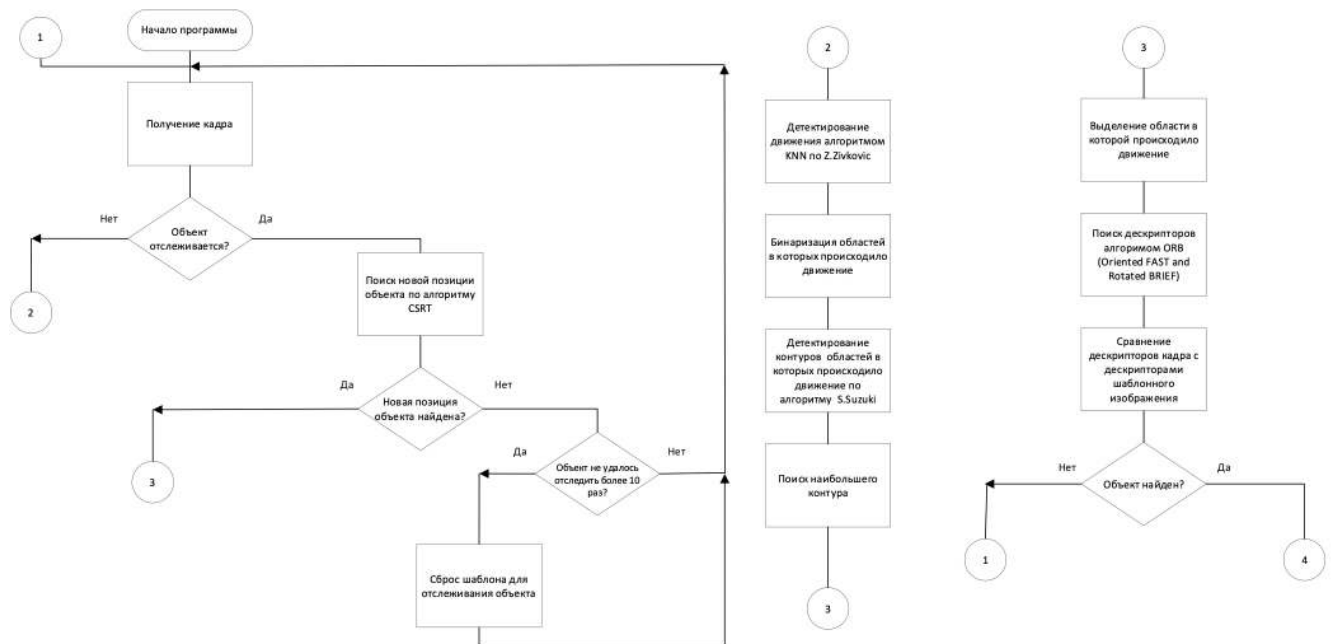 1
Начало программы
Получение кадра
Нет
Да
Объект
отслеживается?
2
Поиск новой позиции
объекта по алгоритму
CSRT
Да
Нет
Новая позиция
объекта найдена?
3
Да
Нет
Объект не удалось
отследить более 10
раз?
Сброс шаблона для
отслеживания объекта
2
Детектирование
движения алгоритмом
KNN по Z.Zivkovic
Бинаризация областей
в которых происходило
движение
Детектирование
контуров областей в
которых происходило
движение по
алгоритму S.Suzuki
Поиск наибольшего
контура
3
3
Выделение области в
которой происходило
движение
Поиск дескрипторов
алгоримом ORB
(Oriented FAST and
Rotated BRIEF)
Сравнение
дескрипторов кадра с
дескрипторами
шаблонного
изображения
Нет
Да
Объект найден?
1
4